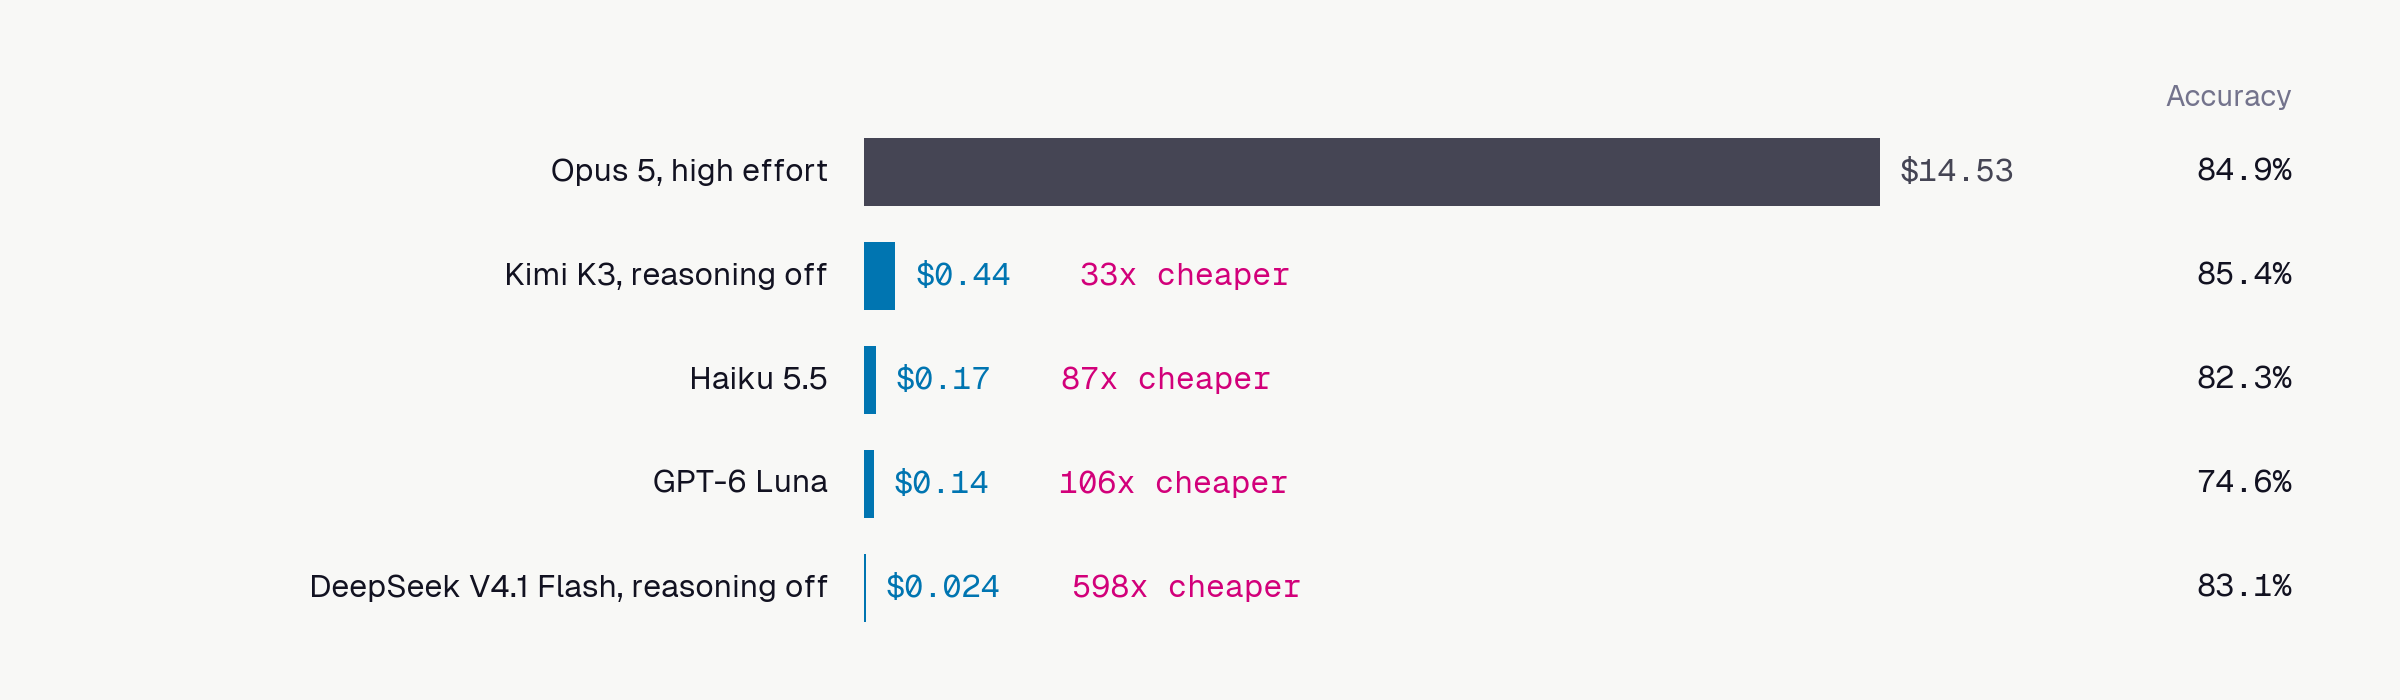 Accuracy
Opus 5, high effort $14.53 84.9%
Kimi K3, reasoning off $0.44 33x cheaper 85.4%
Haiku 5.5 $0.17 87x cheaper 82.3%
GPT-6 Luna $0.14 106x cheaper 74.6%
DeepSeek V4.1 Flash, reasoning off $0.024 598x cheaper 83.1%